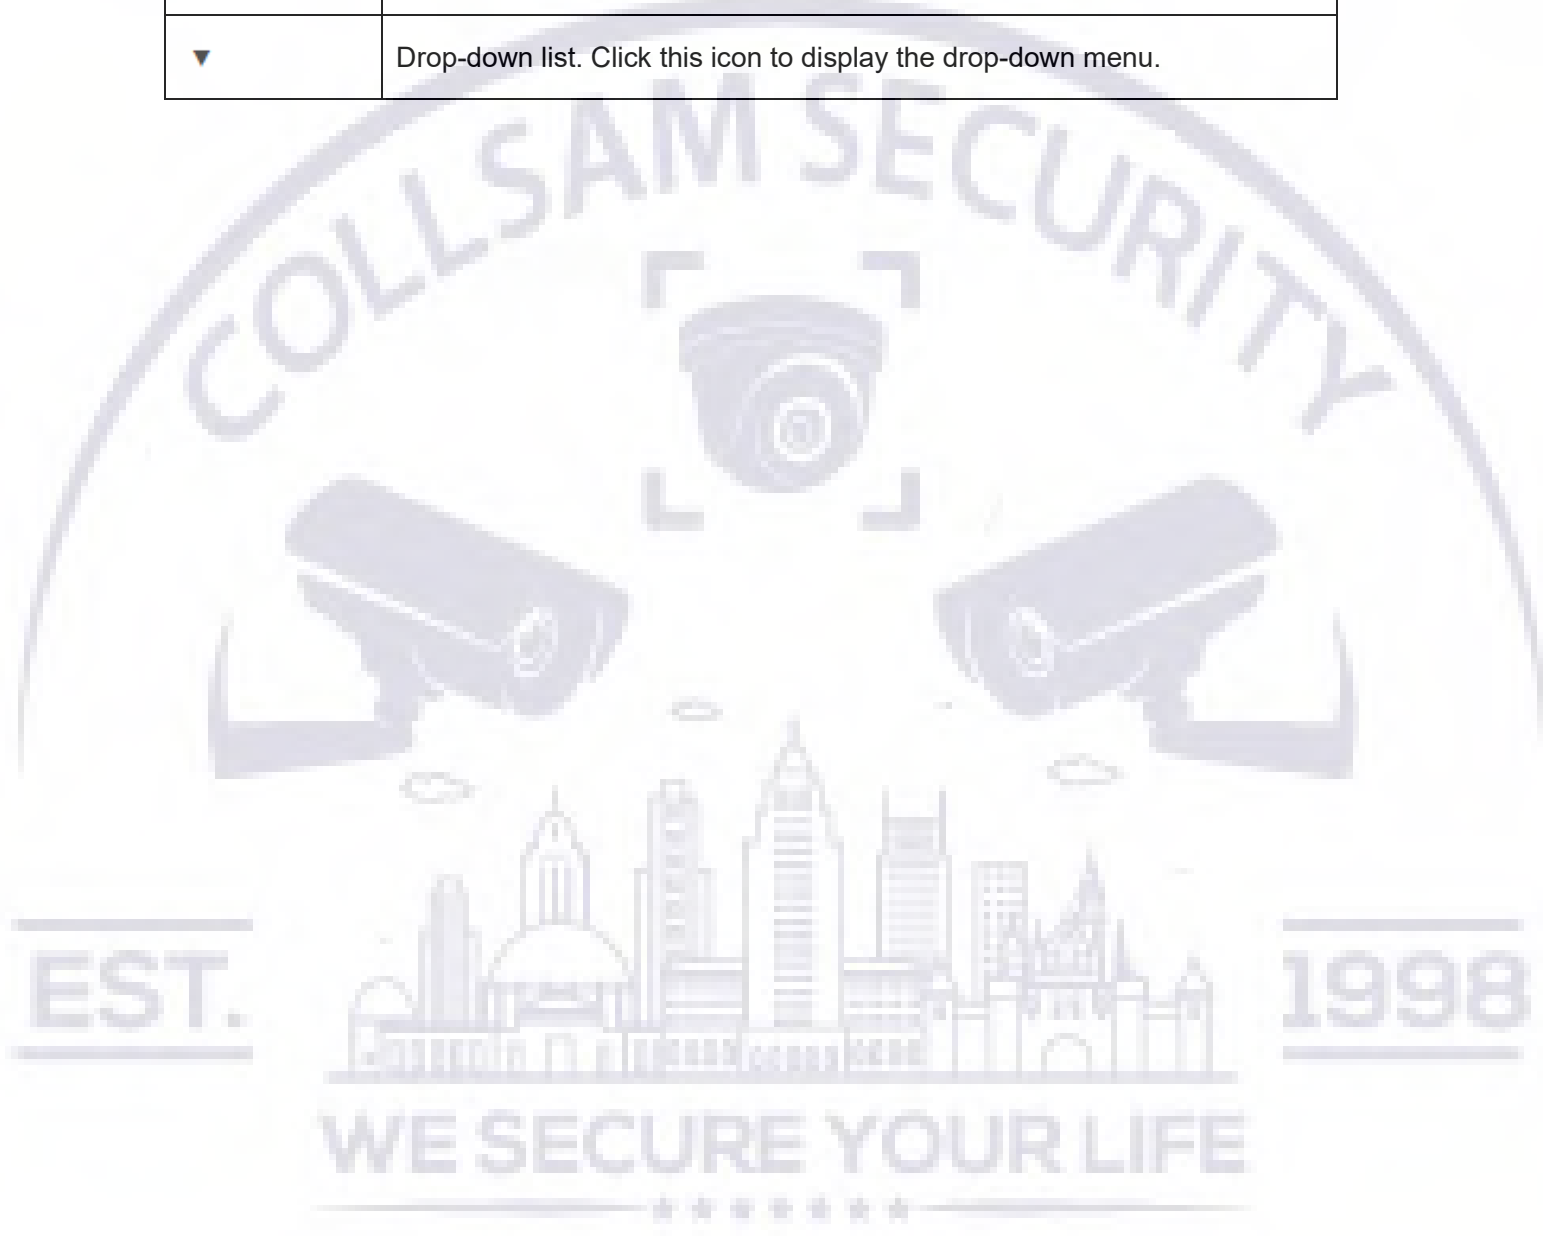 ▼ Drop-down list. Click this icon to display the drop-down menu.
COLLSAM SECURITY
EST. 1998
WE SECURE YOUR LIFE